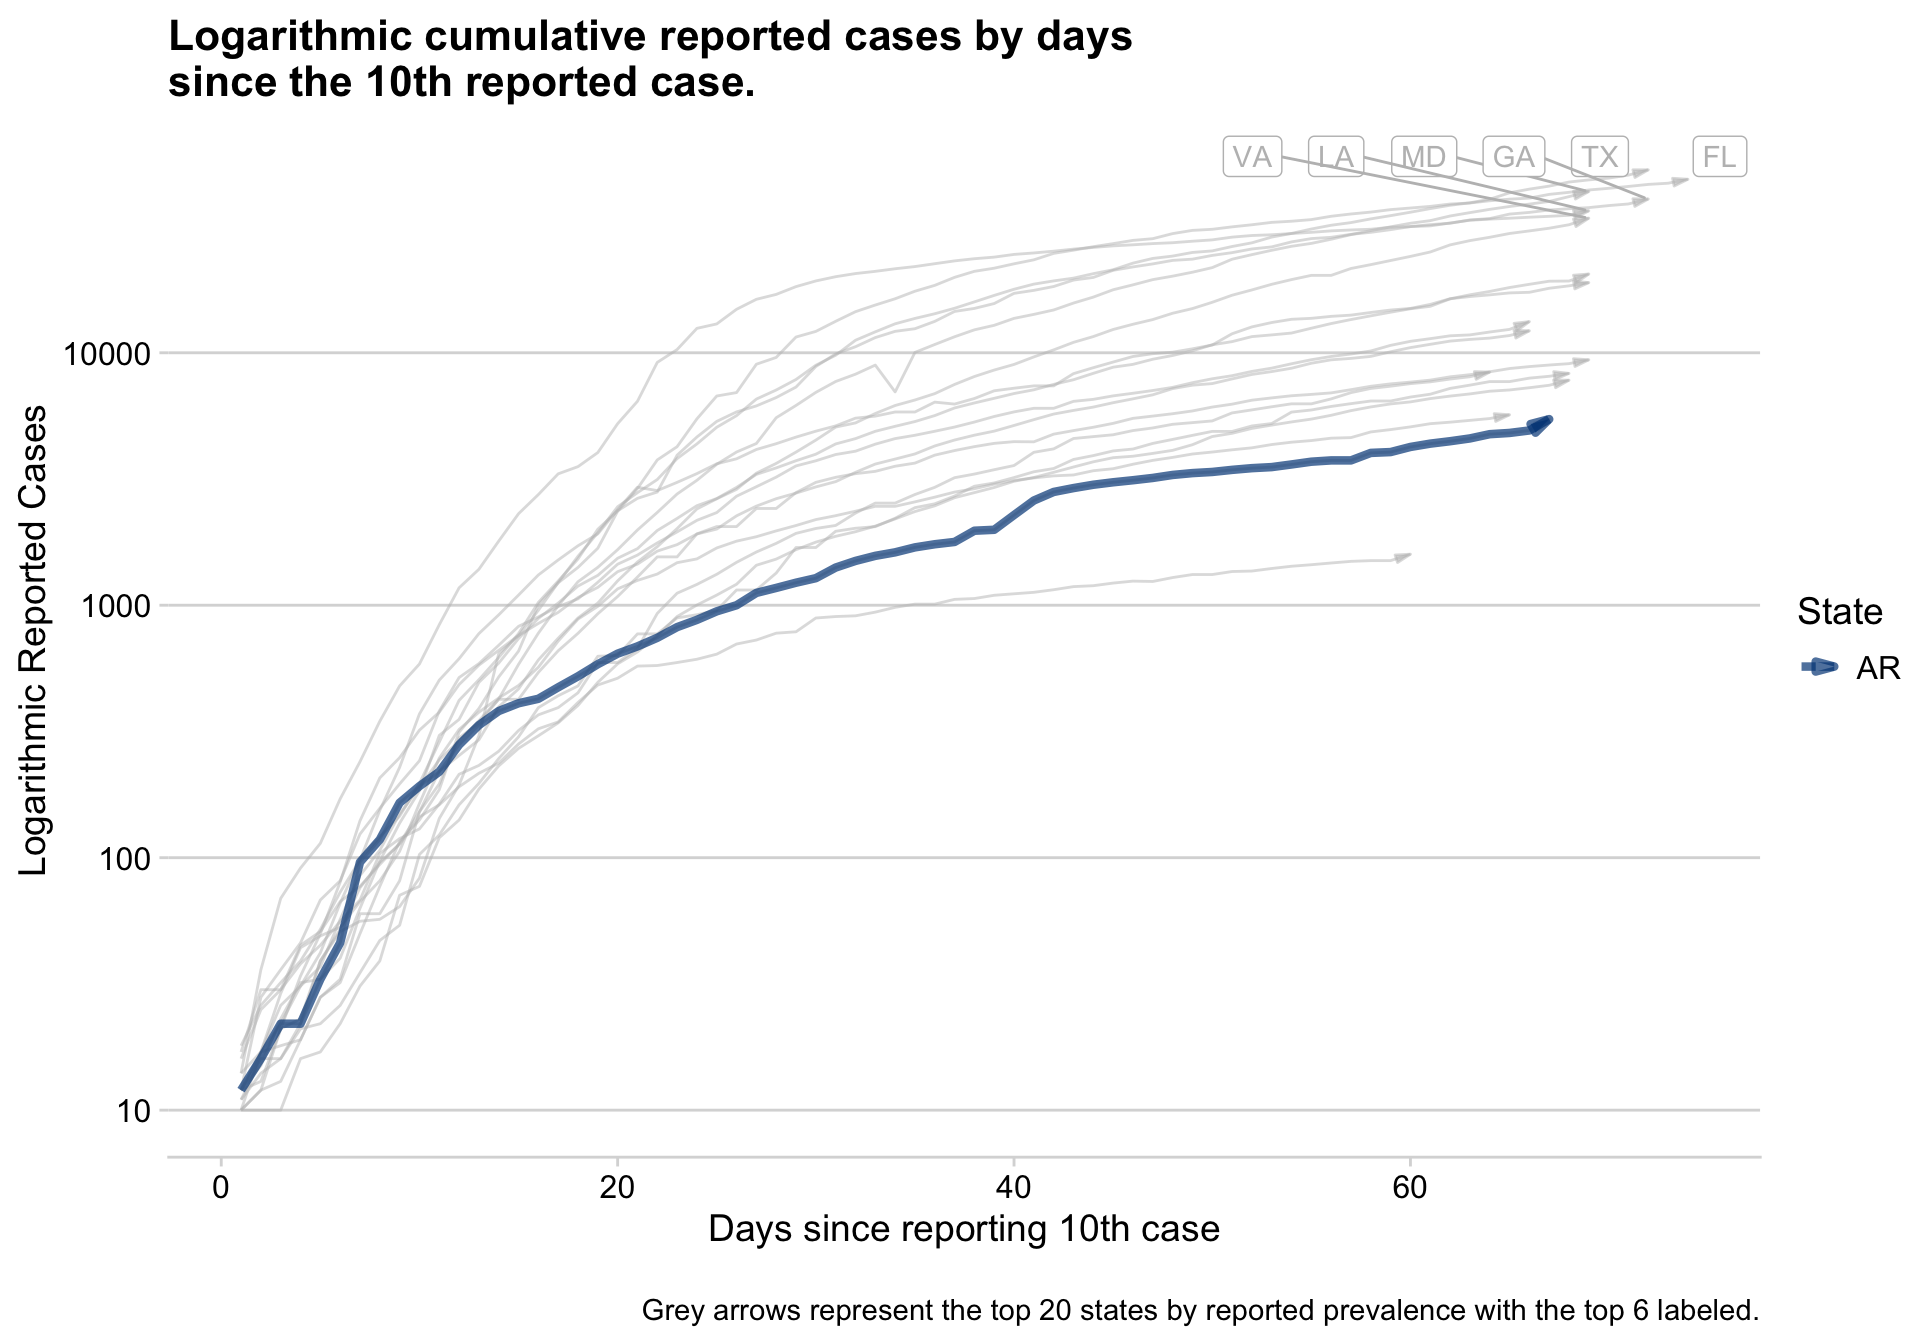 Logarithmic cumulative reported cases by days
since the 10th reported case.
VA LA MD GA TX FL
10000
1000
100
10
Logarithmic Reported Cases
State
AR
0 20 40 60
Days since reporting 10th case
Grey arrows represent the top 20 states by reported prevalence with the top 6 labeled.